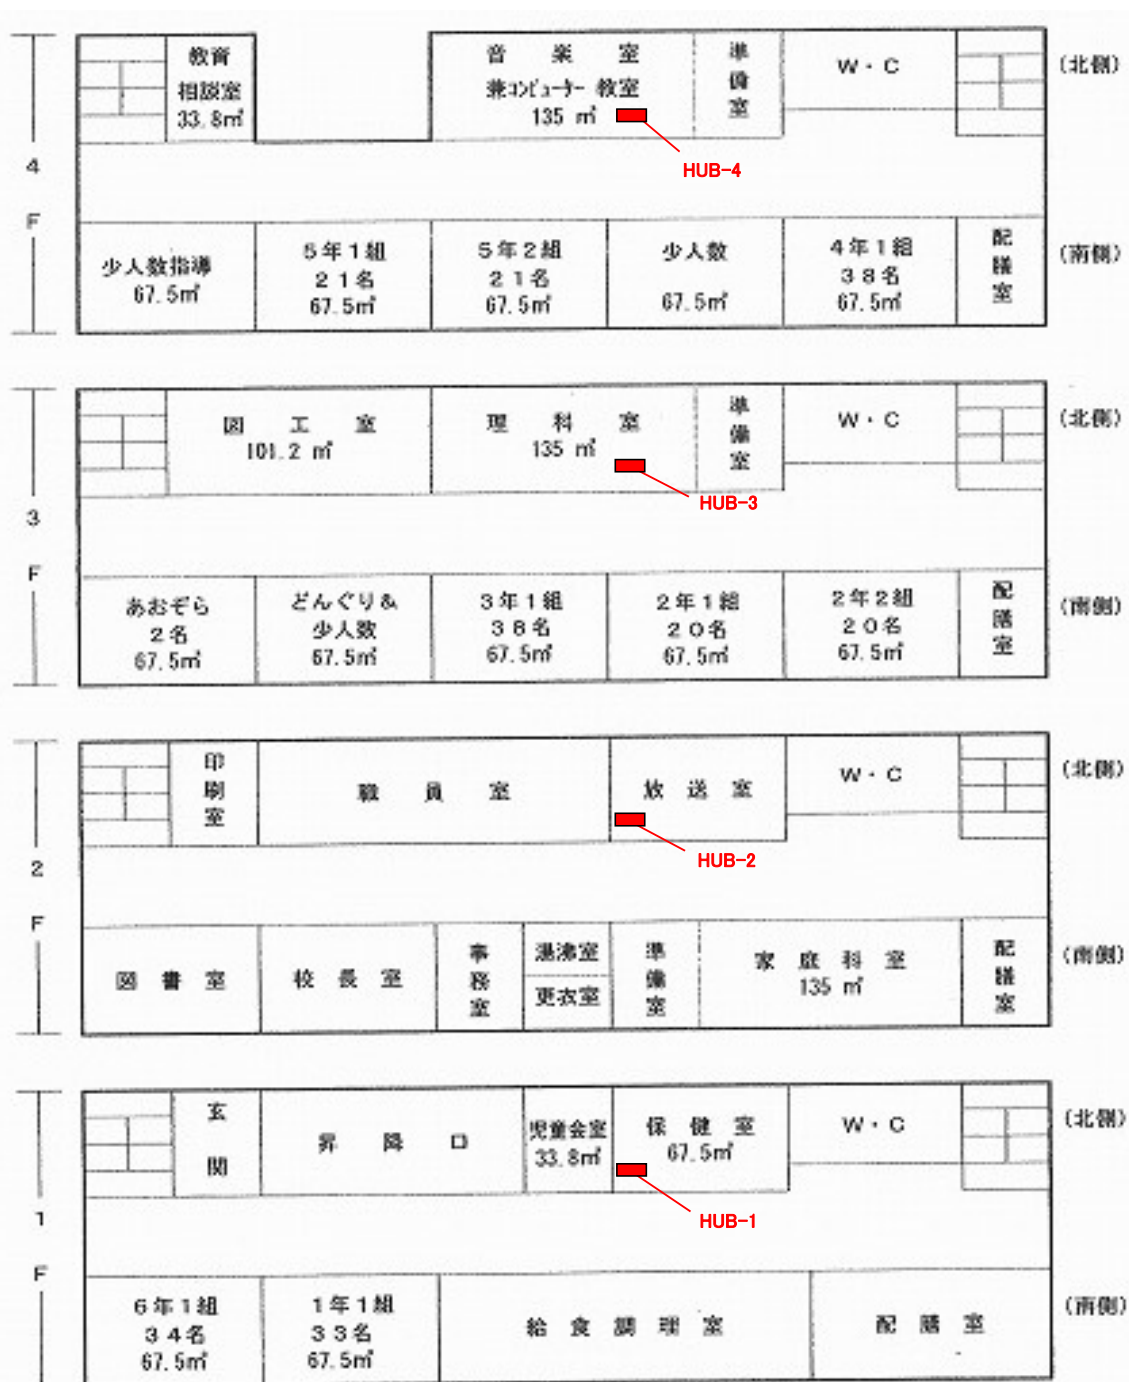 4
F
(北側)
(南側)
教育
相談室
33.8㎡
音楽室
兼コンピューター教室
135 ㎡
準備室
W・C
HUB-4
少人数指導
67.5㎡
5年1組
21名
67.5㎡
5年2組
21名
67.5㎡
少人数
67.5㎡
4年1組
38名
67.5㎡
配膳室
3
F
(北側)
(南側)
図工室
101.2 ㎡
理科室
135 ㎡
準備室
W・C
HUB-3
あおぞら
2名
67.5㎡
どんぐり&
少人数
67.5㎡
3年1組
38名
67.5㎡
2年1組
20名
67.5㎡
2年2組
20名
67.5㎡
配膳室
2
F
(北側)
(南側)
印刷室
職員室
放送室
W・C
HUB-2
図書室
校長室
事務室
湯沸室
更衣室
準備室
家庭科室
135 ㎡
配膳室
1
F
(北側)
(南側)
玄関
昇降口
児童会室
33.8㎡
保健室
67.5㎡
W・C
HUB-1
6年1組
34名
67.5㎡
1年1組
33名
67.5㎡
給食調理室
配膳室